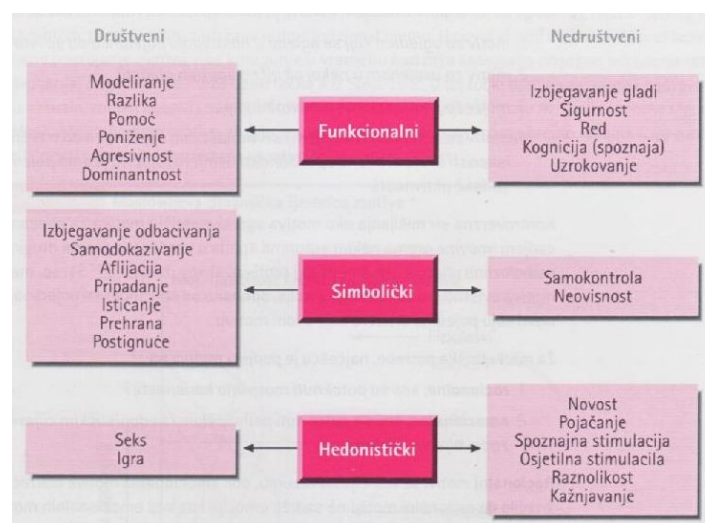 Društveni
Nedruštveni
Modeliranje
Razlika
Pomoć
Poniženje
Agresivnost
Dominantnost
Funkcionalni
Izbjegavanje gladi
Sigurnost
Red
Kognicija (spoznaja)
Uzrokovanje
Izbjegavanje odbacivanja
Samodokazivanje
Aflijacija
Pripadanje
Isticanje
Prehrana
Postignuće
Simbolički
Samokontrola
Neovisnost
Seks
Igra
Hedonistički
Novost
Pojačanje
Spoznajna stimulacija
Osjetilna stimulacila
Raznolikost
Kažnjavanje